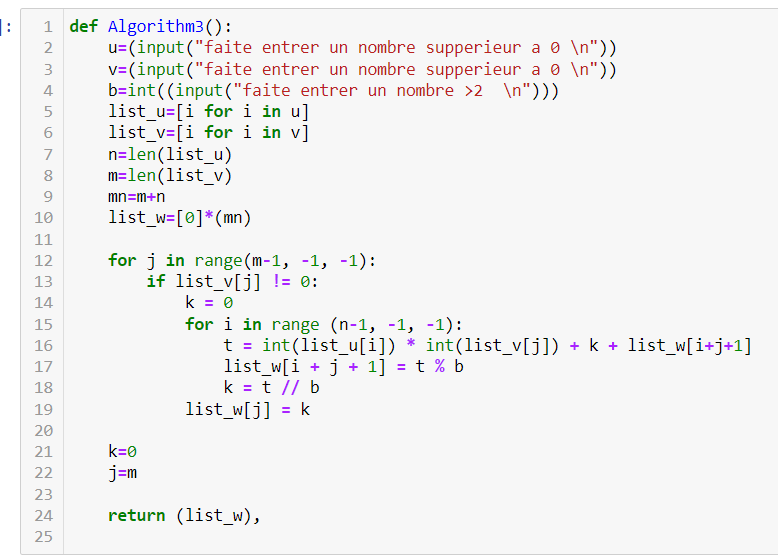 ]:
1 def Algorithm3():
2     u=(input("faite entrer un nombre supperieur a 0 \n"))
3     v=(input("faite entrer un nombre supperieur a 0 \n"))
4     b=int((input("faite entrer un nombre >2  \n")))
5     list_u=[i for i in u]
6     list_v=[i for i in v]
7     n=len(list_u)
8     m=len(list_v)
9     mn=m+n
10     list_w=[0]*(mn)
11
12     for j in range(m-1, -1, -1):
13         if list_v[j] != 0:
14             k = 0
15             for i in range (n-1, -1, -1):
16                 t = int(list_u[i]) * int(list_v[j]) + k + list_w[i+j+1]
17                 list_w[i + j + 1] = t % b
18                 k = t // b
19             list_w[j] = k
20
21     k=0
22     j=m
23
24     return (list_w),
25